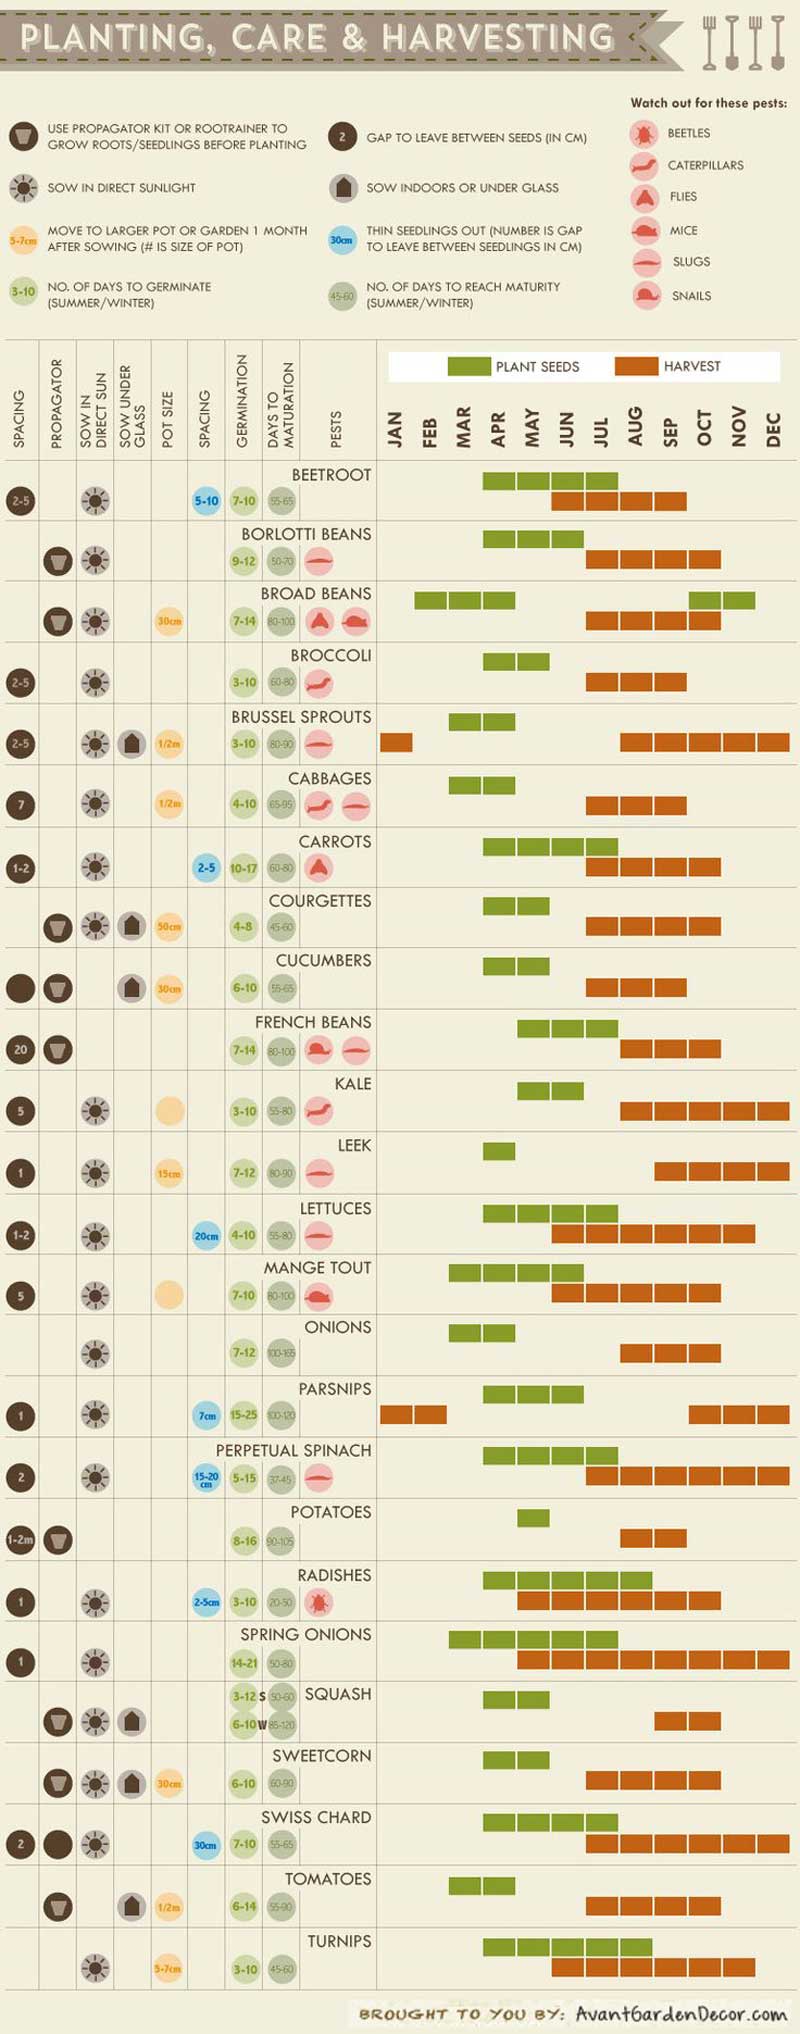 PLANTING, CARE & HARVESTING
Watch out for these pests:
USE PROPAGATOR KIT OR ROOTRAINER TO
GROW ROOTS/SEEDLINGS BEFORE PLANTING
2
GAP TO LEAVE BETWEEN SEEDS (IN CM)
BEETLES
CATERPILLARS
SOW IN DIRECT SUNLIGHT
SOW INDOORS OR UNDER GLASS
FLIES
5-7cm
MOVE TO LARGER POT OR GARDEN 1 MONTH
AFTER SOWING (# IS SIZE OF POT)
30cm
THIN SEEDLINGS OUT (NUMBER IS GAP
TO LEAVE BETWEEN SEEDLINGS IN CM)
MICE
SLUGS
3-10
NO. OF DAYS TO GERMINATE
(SUMMER/WINTER)
45-60
NO. OF DAYS TO REACH MATURITY
(SUMMER/WINTER)
SNAILS
SPACING
PROPAGATOR
SOW IN
DIRECT SUN
SOW UNDER
GLASS
POT SIZE
SPACING
GERMINATION
DAYS TO
MATURATION
PESTS
PLANT SEEDS
HARVEST
JAN FEB MAR APR MAY JUN JUL AUG SEP OCT NOV DEC
BEETROOT
2-5 5-10 7-10 55-65
BORLOTTI BEANS
9-12 50-70
BROAD BEANS
30cm 7-14 80-100
BROCCOLI
2-5 3-10 60-80
BRUSSEL SPROUTS
2-5 1/2m 3-10 80-90
CABBAGES
7 1/2m 4-10 65-95
CARROTS
1-2 2-5 10-17 60-80
COURGETTES
50cm 4-8 45-60
CUCUMBERS
30cm 6-10 55-65
FRENCH BEANS
20 7-14 80-100
KALE
5 3-10 55-80
LEEK
1 15cm 7-12 80-90
LETTUCES
1-2 20cm 4-10 55-80
MANGE TOUT
5 7-10 80-100
ONIONS
7-12 100-165
PARSNIPS
1 7cm 15-25 100-120
PERPETUAL SPINACH
2 15-20 cm 5-15 37-45
POTATOES
1-2m 8-16 90-105
RADISHES
1 2-5cm 3-10 20-50
SPRING ONIONS
1 14-21 50-80
3-12 S 50-60 SQUASH
6-10 W 85-120
SWEETCORN
30cm 6-10 60-90
SWISS CHARD
2 30cm 7-10 55-65
TOMATOES
1/2m 6-14 55-90
TURNIPS
5-7cm 3-10 45-60
BROUGHT TO YOU BY: AvantGardenDecor.com